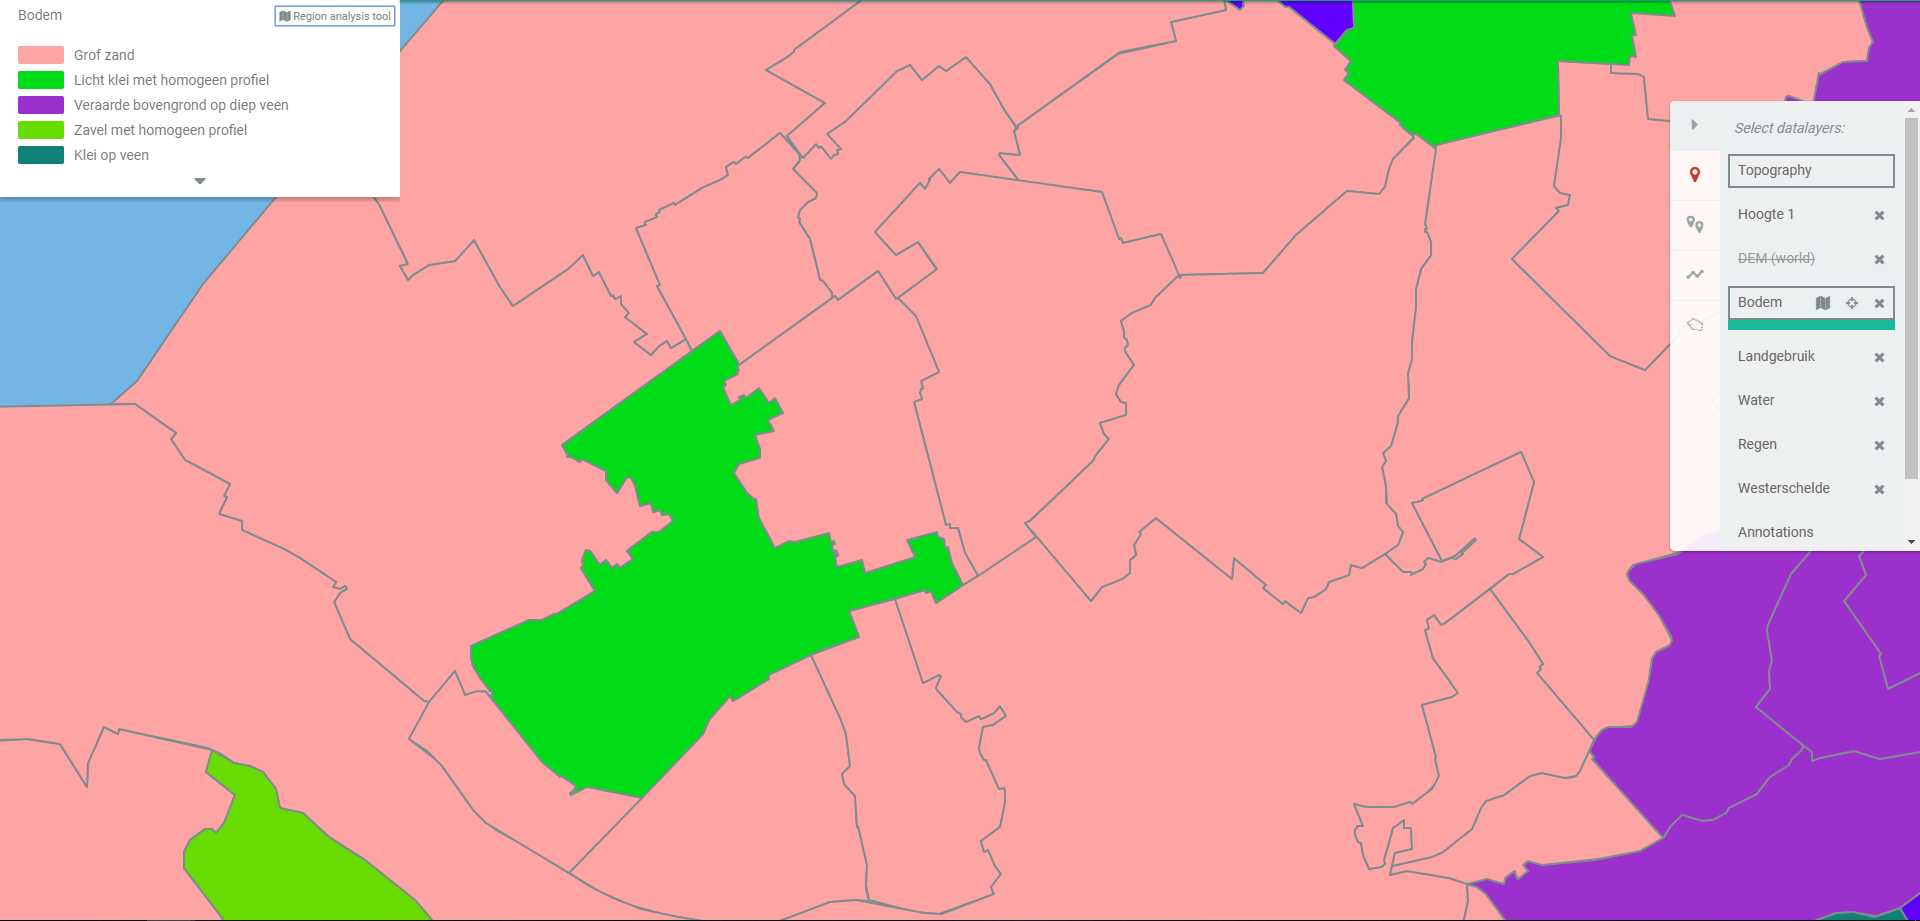 Bodem
Region analysis tool
Grof zand
Licht klei met homogeen profiel
Veraarde bovengrond op diep veen
Zavel met homogeen profiel
Klei op veen
Select datalayers:
Topography
Hoogte 1
DEM (world)
Bodem
Landgebruik
Water
Regen
Westerschelde
Annotations